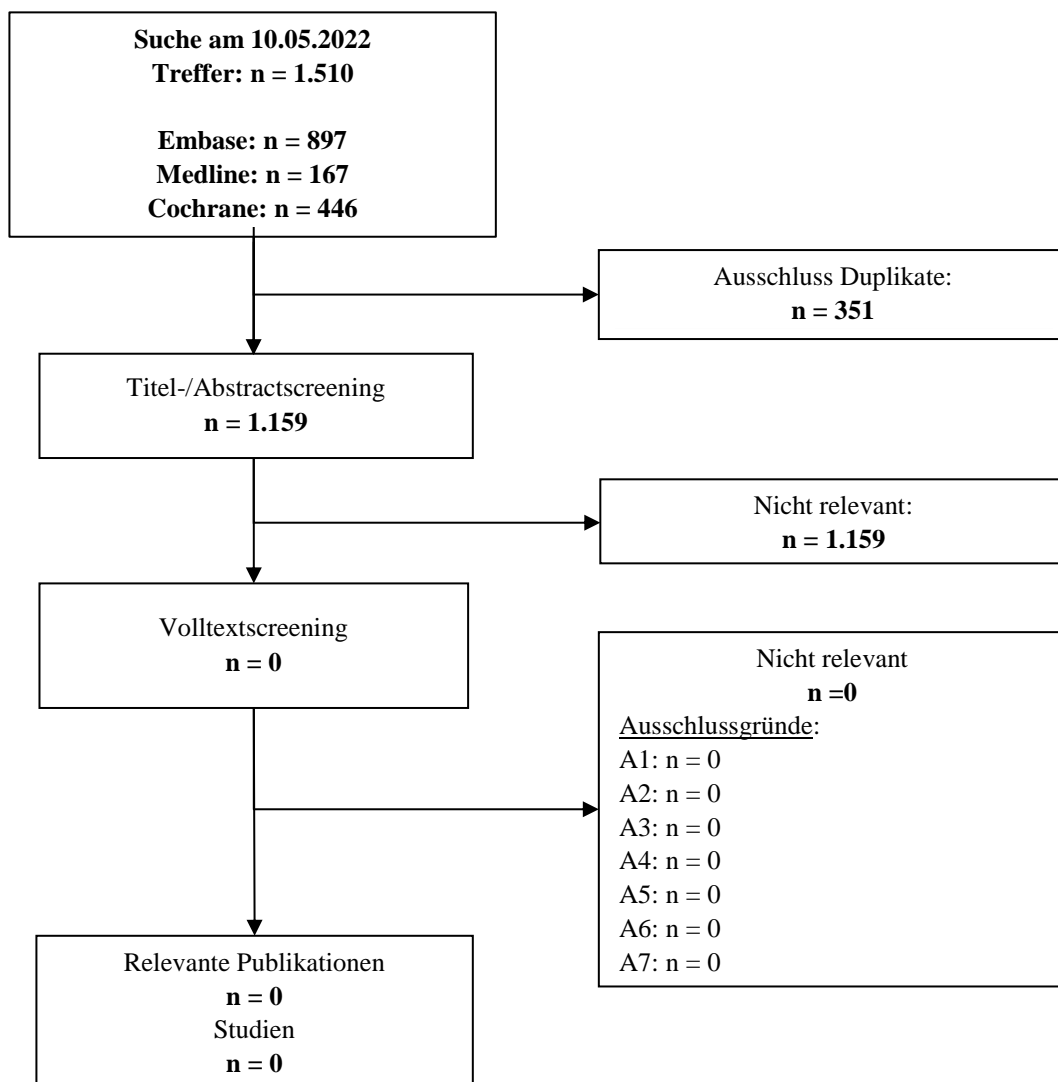 Suche am 10.05.2022
Treffer: n = 1.510
Embase: n = 897
Medline: n = 167
Cochrane: n = 446
Ausschluss Duplikate:
n = 351
Titel-/Abstractscreening
n = 1.159
Nicht relevant:
n = 1.159
Volltextscreening
n = 0
Nicht relevant
n =0
Ausschlussgründe:
A1: n = 0
A2: n = 0
A3: n = 0
A4: n = 0
A5: n = 0
A6: n = 0
A7: n = 0
Relevante Publikationen
n = 0
Studien
n = 0